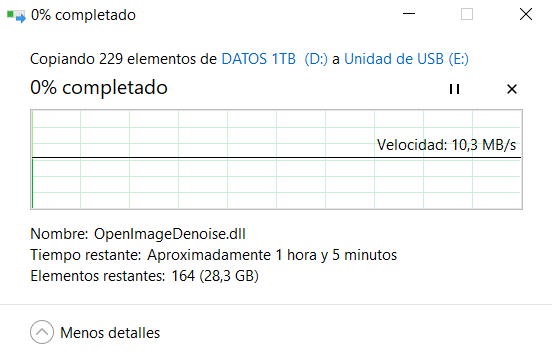 0% completado
Copiando 229 elementos de DATOS 1TB (D:) a Unidad de USB (E:)
0% completado
Velocidad: 10,3 MB/s
Nombre: OpenImageDenoise.dll
Tiempo restante: Aproximadamente 1 hora y 5 minutos
Elementos restantes: 164 (28,3 GB)
Menos detalles